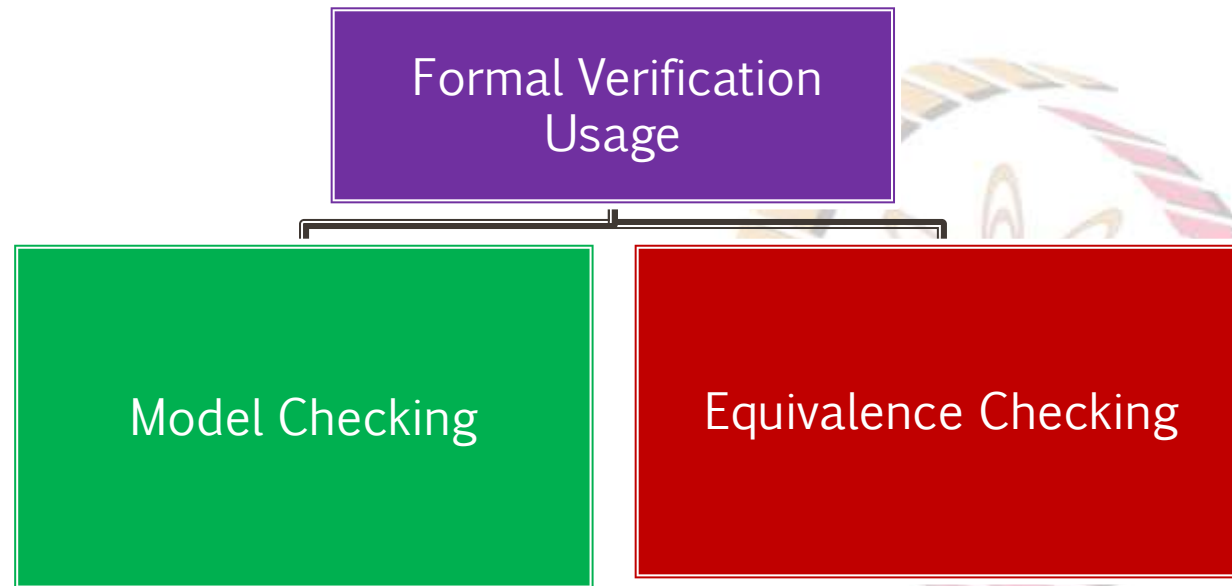 Formal Verification
Usage
Model Checking
Equivalence Checking